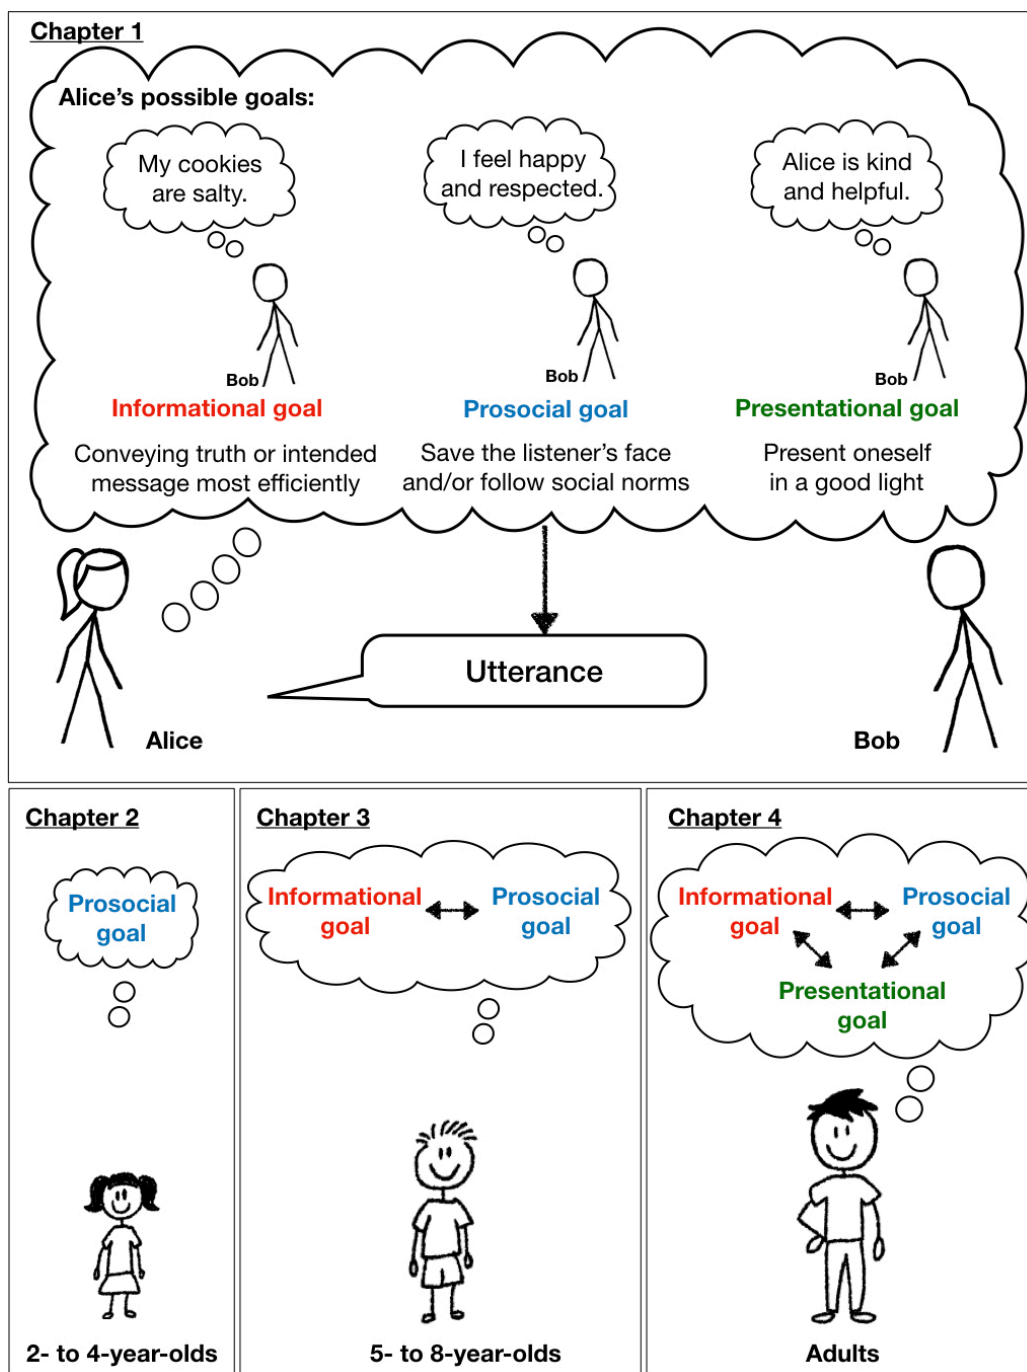 Chapter 1
Alice's possible goals:
My cookies
are salty.
I feel happy
and respected.
Alice is kind
and helpful.
Bob
Bob
Bob
Informational goal
Prosocial goal
Presentational goal
Conveying truth or intended
message most efficiently
Save the listener's face
and/or follow social norms
Present oneself
in a good light
Utterance
Alice
Bob
Chapter 2
Prosocial
goal
2- to 4-year-olds
Chapter 3
Informational
goal
Prosocial
goal
5- to 8-year-olds
Chapter 4
Informational
goal
Prosocial
goal
Presentational
goal
Adults